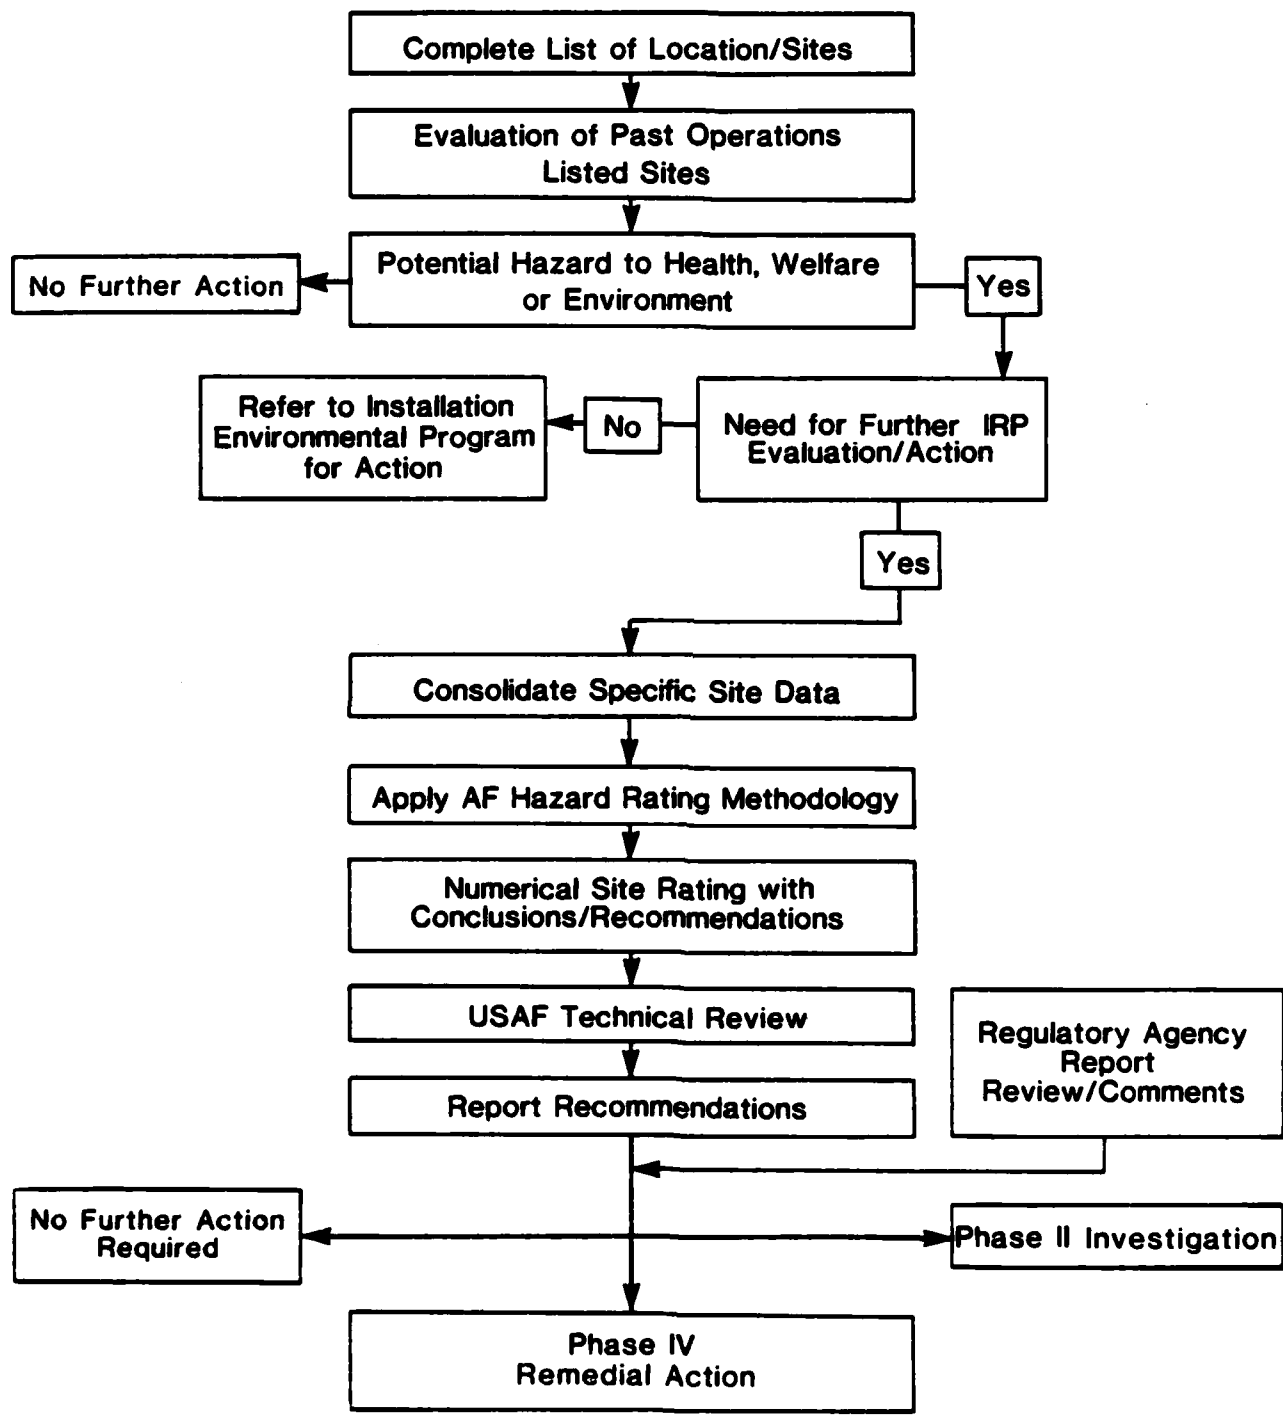 Complete List of Location/Sites
Evaluation of Past Operations
Listed Sites
Potential Hazard to Health, Welfare
or Environment
No Further Action
Yes
Refer to Installation
Environmental Program
for Action
No
Need for Further IRP
Evaluation/Action
Yes
Consolidate Specific Site Data
Apply AF Hazard Rating Methodology
Numerical Site Rating with
Conclusions/Recommendations
USAF Technical Review
Regulatory Agency
Report
Review/Comments
Report Recommendations
No Further Action
Required
Phase II Investigation
Phase IV
Remedial Action